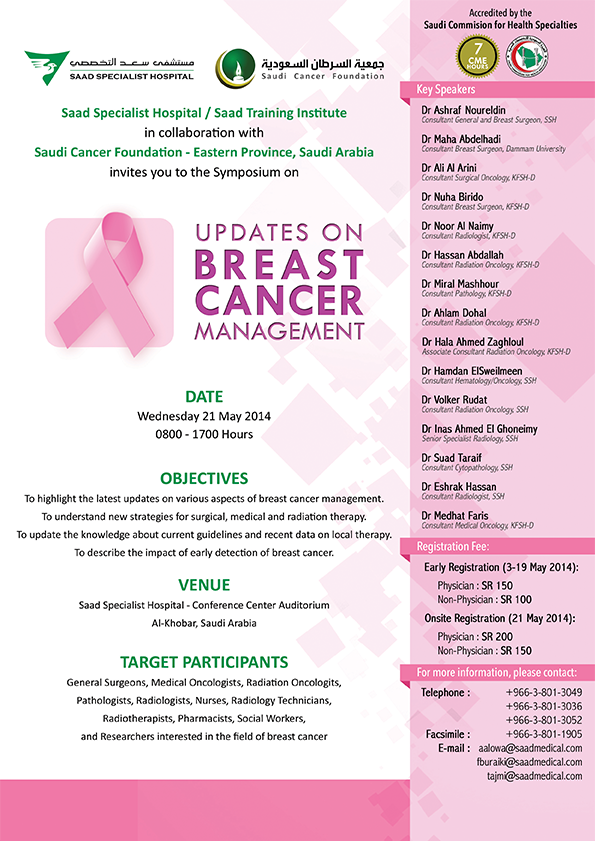 مستشفى سعد التخصصي
SAAD SPECIALIST HOSPITAL
جمعية السرطان السعودية
Saudi Cancer Foundation
Saad Specialist Hospital / Saad Training Institute
in collaboration with
Saudi Cancer Foundation - Eastern Province, Saudi Arabia
invites you to the Symposium on
UPDATES ON
BREAST
CANCER
MANAGEMENT
DATE
Wednesday 21 May 2014
0800 - 1700 Hours
OBJECTIVES
To highlight the latest updates on various aspects of breast cancer management.
To understand new strategies for surgical, medical and radiation therapy.
To update the knowledge about current guidelines and recent data on local therapy.
To describe the impact of early detection of breast cancer.
VENUE
Saad Specialist Hospital - Conference Center Auditorium
Al-Khobar, Saudi Arabia
TARGET PARTICIPANTS
General Surgeons, Medical Oncologists, Radiation Oncologits,
Pathologists, Radiologists, Nurses, Radiology Technicians,
Radiotherapists, Pharmacists, Social Workers,
and Researchers interested in the field of breast cancer
Accredited by the
Saudi Commision for Health Specialties
7
CME
HOURS
Key Speakers
Dr Ashraf Noureldin
Consultant General and Breast Surgeon, SSH
Dr Maha Abdelhadi
Consultant Breast Surgeon, Dammam University
Dr Ali Al Arini
Consultant Surgical Oncology, KFSH-D
Dr Nuha Birido
Consultant Breast Surgeon, KFSH-D
Dr Noor Al Naimy
Consultant Radiologist, KFSH-D
Dr Hassan Abdallah
Consultant Radiation Oncology, KFSH-D
Dr Miral Mashhour
Consultant Pathology, KFSH-D
Dr Ahlam Dohal
Consultant Radiation Oncology, KFSH-D
Dr Hala Ahmed Zaghloul
Associate Consultant Radiation Oncology, KFSH-D
Dr Hamdan ElSweilmeen
Consultant Hematology/Oncology, SSH
Dr Volker Rudat
Consultant Radiation Oncology, SSH
Dr Inas Ahmed El Ghoneimy
Senior Specialist Radiology, SSH
Dr Suad Taraif
Consultant Cytopathology, SSH
Dr Eshrak Hassan
Consultant Radiologist, SSH
Dr Medhat Faris
Consultant Medical Oncology, KFSH-D
Registration Fee:
Early Registration (3-19 May 2014):
Physician : SR 150
Non-Physician : SR 100
Onsite Registration (21 May 2014):
Physician : SR 200
Non-Physician : SR 150
For more information, please contact:
Telephone : +966-3-801-3049
+966-3-801-3036
+966-3-801-3052
Facsimile : +966-3-801-1905
E-mail : aalowa@saadmedical.com
fburaiki@saadmedical.com
tajmi@saadmedical.com